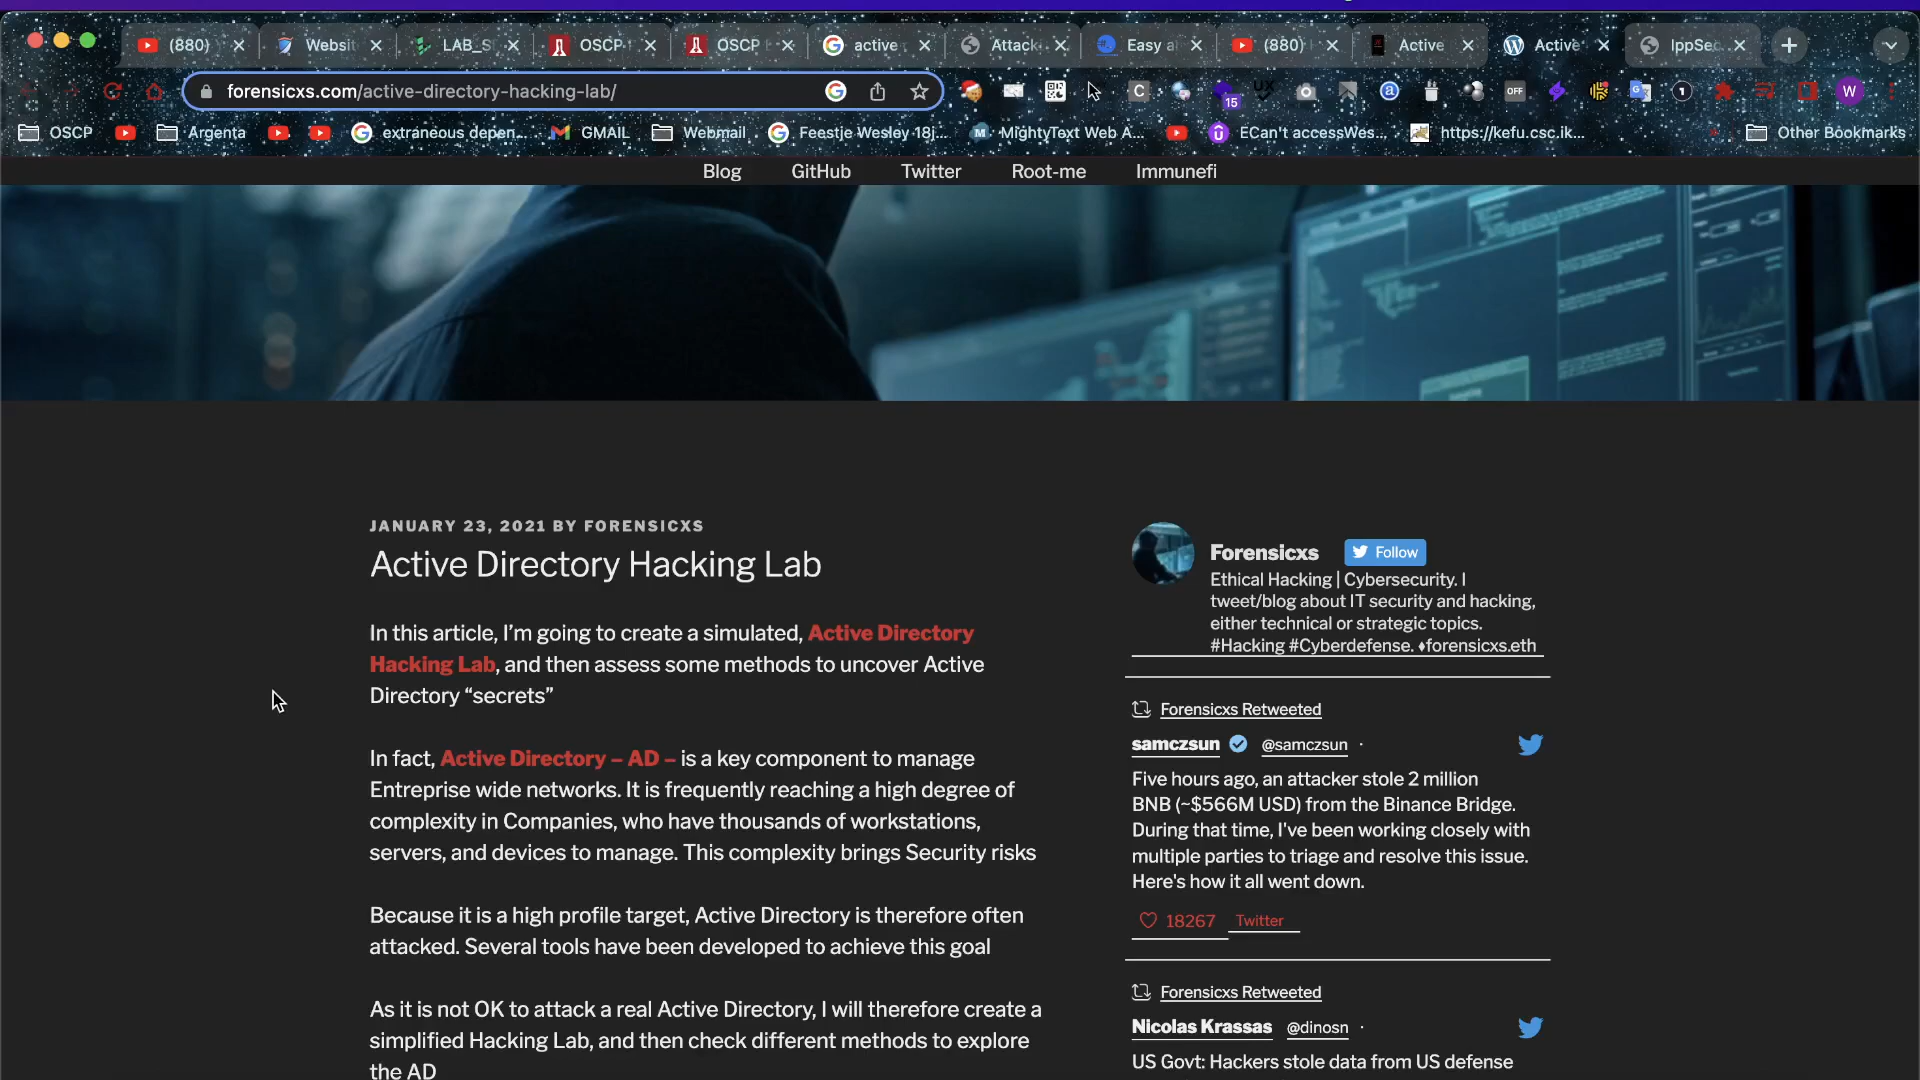 (880)
Websit
LAB_S
OSCP
OSCP
active
Attack
Easy a
(880)
Active
Active
IppSec
forensicxs.com/active-directory-hacking-lab/
15
OFF
W
OSCP
Argenta
extraneous depen...
GMAIL
Webmail
Feestje Wesley 18j...
MightyText Web A...
ECan't accessWes...
https://kefu.csc.ik...
Other Bookmarks
Blog
GitHub
Twitter
Root-me
Immunefi
JANUARY 23, 2021 BY FORENSICXS
Active Directory Hacking Lab
In this article, I’m going to create a simulated, Active Directory
Hacking Lab, and then assess some methods to uncover Active
Directory “secrets”
In fact, Active Directory – AD – is a key component to manage
Entreprise wide networks. It is frequently reaching a high degree of
complexity in Companies, who have thousands of workstations,
servers, and devices to manage. This complexity brings Security risks
Because it is a high profile target, Active Directory is therefore often
attacked. Several tools have been developed to achieve this goal
As it is not OK to attack a real Active Directory, I will therefore create a
simplified Hacking Lab, and then check different methods to explore
the AD
Forensicxs
Follow
Ethical Hacking | Cybersecurity. I
tweet/blog about IT security and hacking,
either technical or strategic topics.
#Hacking #Cyberdefense. ♦forensicxs.eth
Forensicxs Retweeted
samczsun @samczsun ·
Five hours ago, an attacker stole 2 million
BNB (~$566M USD) from the Binance Bridge.
During that time, I've been working closely with
multiple parties to triage and resolve this issue.
Here's how it all went down.
18267 Twitter
Forensicxs Retweeted
Nicolas Krassas @dinosn ·
US Govt: Hackers stole data from US defense